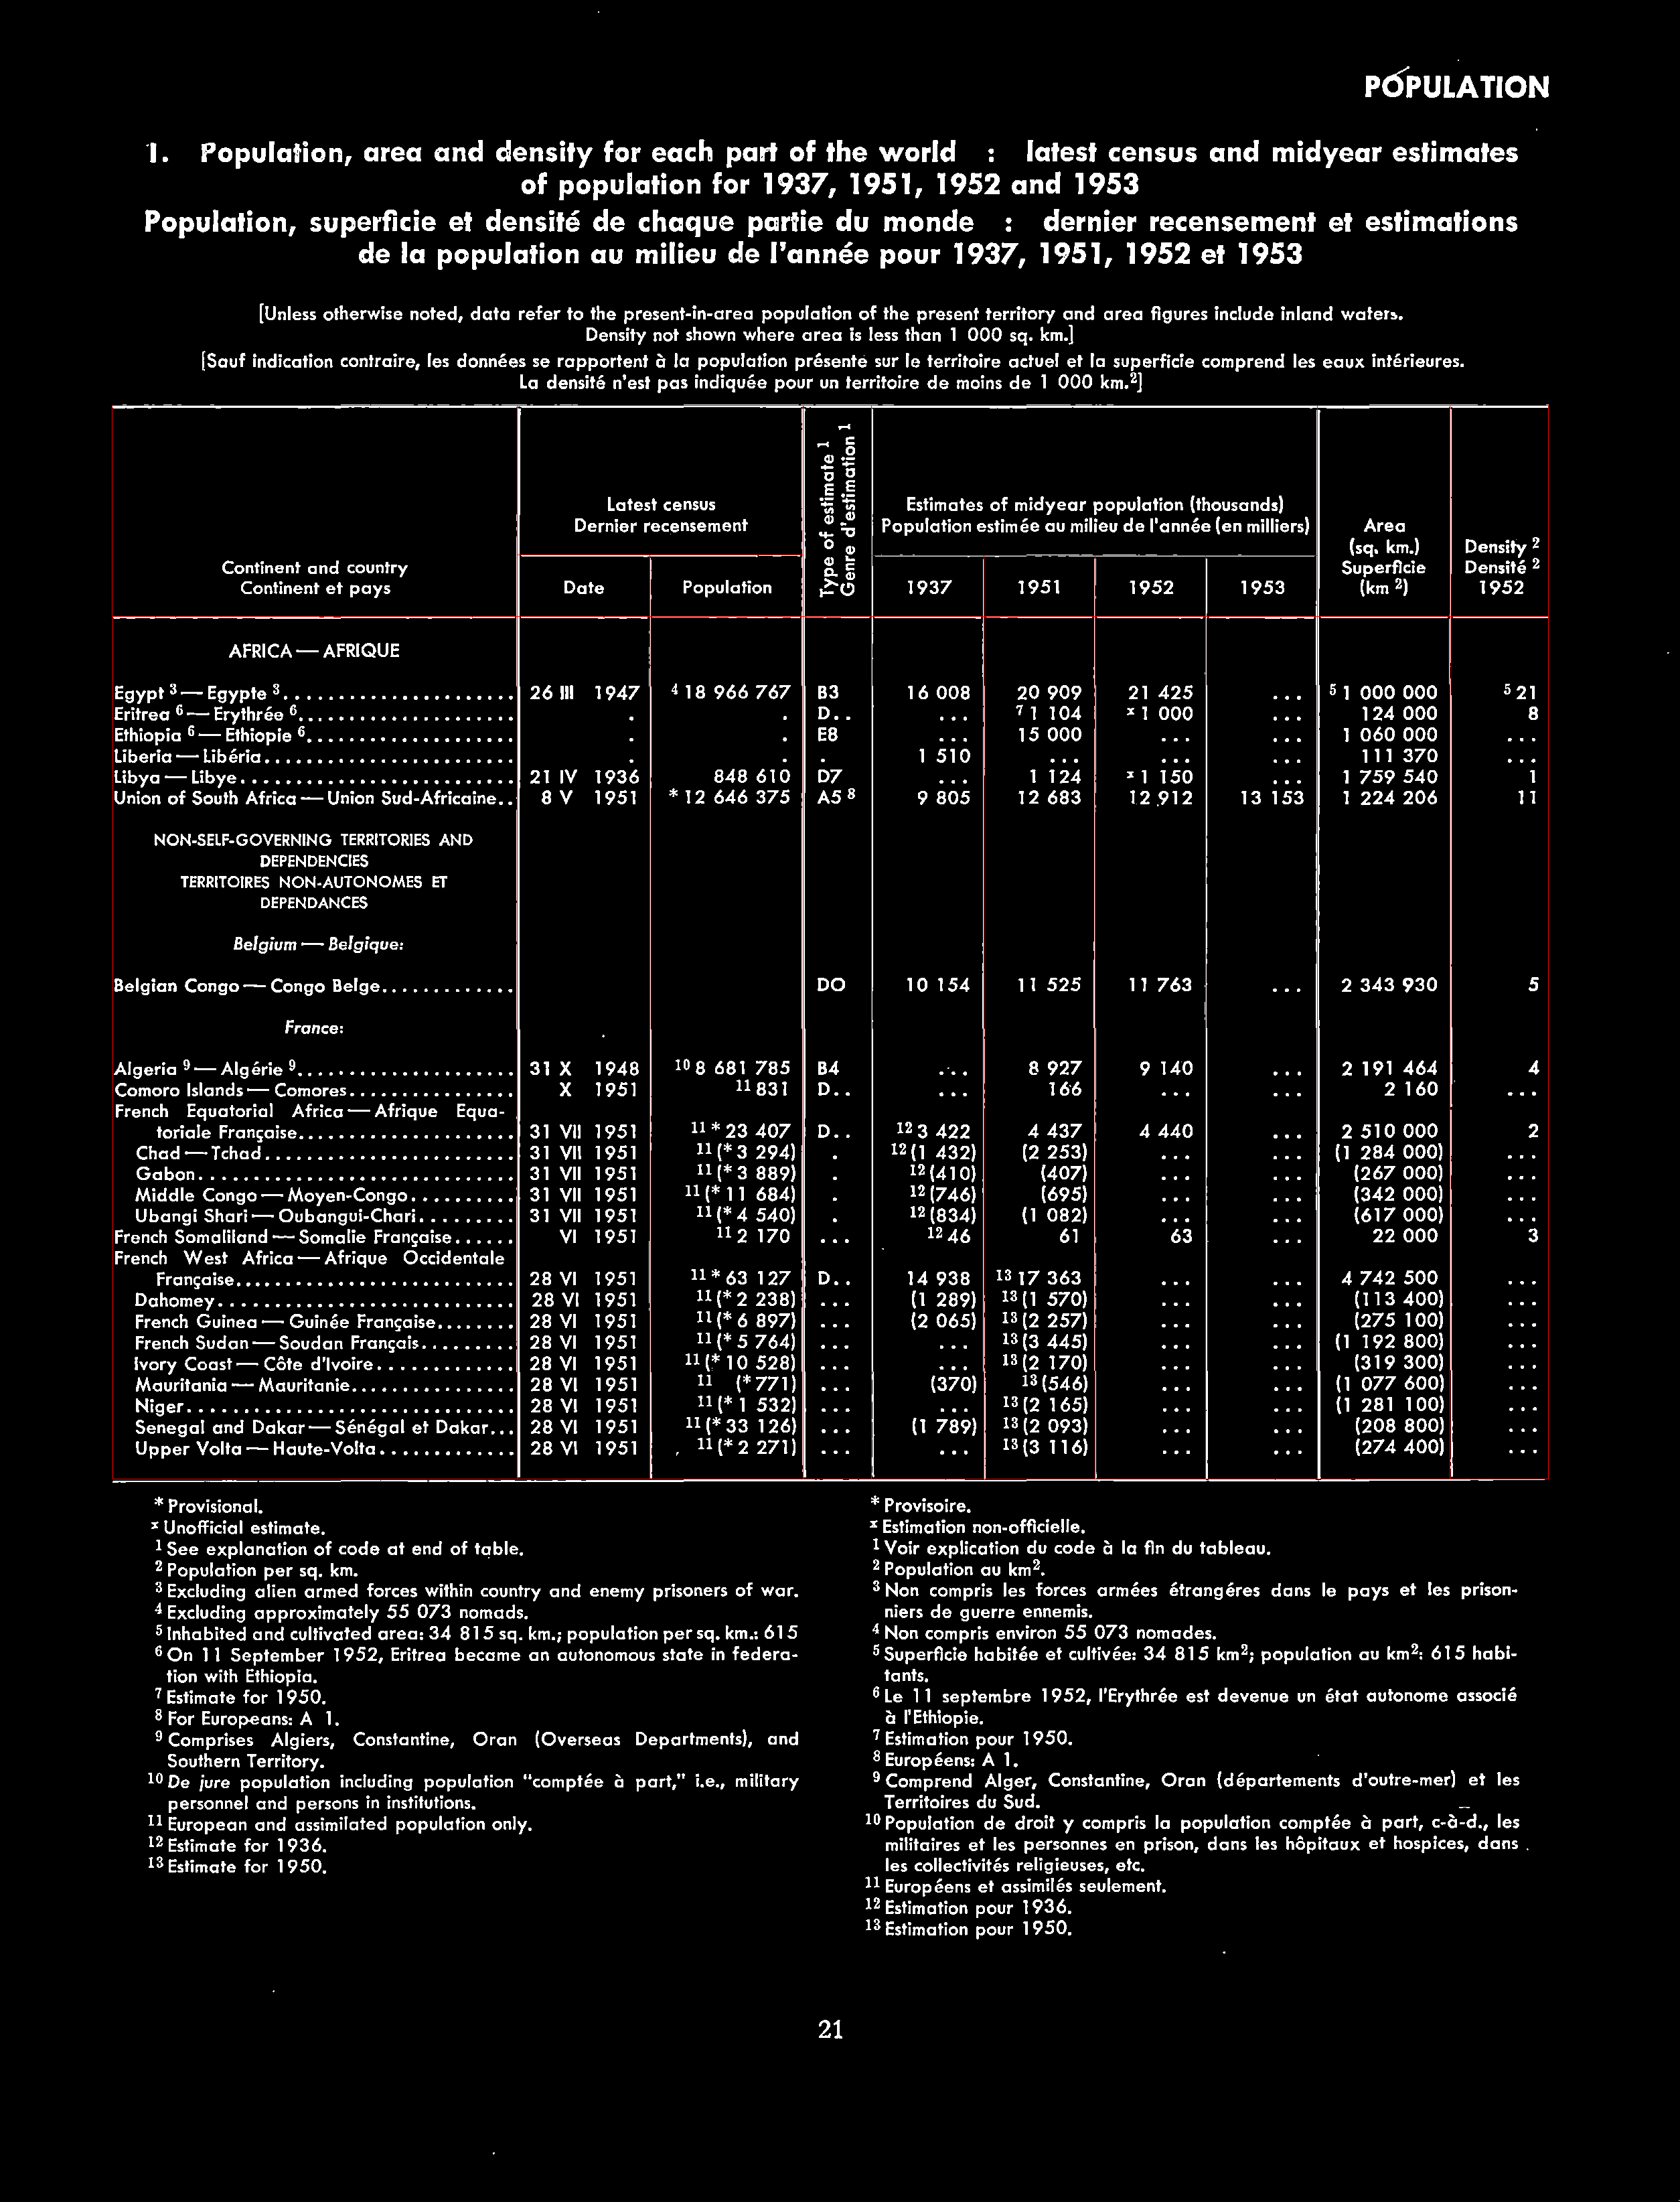 POPULATION
1. Population, area and density for each part of the world : latest census and midyear estimates
of population for 1937, 1951, 1952 and 1953
Population, superficie et densité de chaque partie du monde : dernier recensement et estimations
de la population au milieu de l'année pour 1937, 1951, 1952 et 1953
[Unless otherwise noted, data refer to the present-in-area population of the present territory and area figures include inland waters.
Density not shown where area is less than 1 000 sq. km.]
[Sauf indication contraire, les données se rapportent à la population présente sur le territoire actuel et la superficie comprend les eaux intérieures.
La densité n'est pas indiquée pour un territoire de moins de 1 000 km.²]
Continent and country
Continent et pays
Latest census
Dernier recensement
Date Population
Type of estimate 1
Genre d'estimation 1
Estimates of midyear population (thousands)
Population estimée au milieu de l'année (en milliers)
1937 1951 1952 1953
Area
(sq. km.)
Superficie
(km ²)
Density 2
Densité 2
1952
AFRICA — AFRIQUE
Egypt 3 — Egypte 3..................... 26 III 1947 4 18 966 767 B3 16 008 20 909 21 425 ... 5 1 000 000 5 21
Eritrea 6 — Erythrée 6.................... . . D.. ... 7 1 104 x 1 000 ... 124 000 8
Ethiopia 6 — Ethiopie 6................... . . E8 ... 15 000 ... ... 1 060 000 ...
Liberia — Libéria........................ . . . 1 510 ... ... ... 111 370 ...
Libya — Libye.......................... 21 IV 1936 848 610 D7 ... 1 124 x 1 150 ... 1 759 540 1
Union of South Africa — Union Sud-Africaine.. 8 V 1951 * 12 646 375 A5 8 9 805 12 683 12 912 13 153 1 224 206 11
NON-SELF-GOVERNING TERRITORIES AND
DEPENDENCIES
TERRITOIRES NON-AUTONOMES ET
DEPENDANCES
Belgium — Belgique:
Belgian Congo — Congo Belge............. DO 10 154 11 525 11 763 ... 2 343 930 5
France:
Algeria 9 — Algérie 9..................... 31 X 1948 10 8 681 785 B4 ... 8 927 9 140 ... 2 191 464 4
Comoro Islands — Comores................ X 1951 11 831 D.. ... 166 ... ... 2 160 ...
French Equatorial Africa — Afrique Equa-
toriale Française..................... 31 VII 1951 11 * 23 407 D.. 12 3 422 4 437 4 440 ... 2 510 000 2
Chad — Tchad....................... 31 VII 1951 11 (* 3 294) . 12 (1 432) (2 253) ... ... (1 284 000) ...
Gabon............................... 31 VII 1951 11 (* 3 889) . 12 (410) (407) ... ... (267 000) ...
Middle Congo — Moyen-Congo.......... 31 VII 1951 11 (* 11 684) . 12 (746) (695) ... ... (342 000) ...
Ubangi Shari — Oubangui-Chari......... 31 VII 1951 11 (* 4 540) . 12 (834) (1 082) ... ... (617 000) ...
French Somaliland — Somalie Française...... VI 1951 11 2 170 ... 12 46 61 63 ... 22 000 3
French West Africa — Afrique Occidentale
Française........................... 28 VI 1951 11 * 63 127 D.. 14 938 13 17 363 ... ... 4 742 500 ...
Dahomey............................. 28 VI 1951 11 (* 2 238) ... (1 289) 13 (1 570) ... ... (113 400) ...
French Guinea — Guinée Française........ 28 VI 1951 11 (* 6 897) ... (2 065) 13 (2 257) ... ... (275 100) ...
French Sudan — Soudan Français......... 28 VI 1951 11 (* 5 764) ... ... 13 (3 445) ... ... (1 192 800) ...
Ivory Coast — Côte d'Ivoire............. 28 VI 1951 11 (* 10 528) ... ... 13 (2 170) ... ... (319 300) ...
Mauritania — Mauritanie................ 28 VI 1951 11 (* 771) ... (370) 13 (546) ... ... (1 077 600) ...
Niger................................ 28 VI 1951 11 (* 1 532) ... ... 13 (2 165) ... ... (1 281 100) ...
Senegal and Dakar — Sénégal et Dakar... 28 VI 1951 11 (* 33 126) ... (1 789) 13 (2 093) ... ... (208 800) ...
Upper Volta — Haute-Volta............. 28 VI 1951 11 (* 2 271) ... ... 13 (3 116) ... ... (274 400) ...
* Provisional.
x Unofficial estimate.
1 See explanation of code at end of table.
2 Population per sq. km.
3 Excluding alien armed forces within country and enemy prisoners of war.
4 Excluding approximately 55 073 nomads.
5 Inhabited and cultivated area: 34 815 sq. km.; population per sq. km.: 615
6 On 11 September 1952, Eritrea became an autonomous state in federa-
tion with Ethiopia.
7 Estimate for 1950.
8 For Europeans: A 1.
9 Comprises Algiers, Constantine, Oran (Overseas Departments), and
Southern Territory.
10 De jure population including population "comptée à part," i.e., military
personnel and persons in institutions.
11 European and assimilated population only.
12 Estimate for 1936.
13 Estimate for 1950.
* Provisoire.
x Estimation non-officielle.
1 Voir explication du code à la fin du tableau.
2 Population au km².
3 Non compris les forces armées étrangéres dans le pays et les prison-
niers de guerre ennemis.
4 Non compris environ 55 073 nomades.
5 Superficie habitée et cultivée: 34 815 km²; population au km²: 615 habi-
tants.
6 Le 11 septembre 1952, l'Erythrée est devenue un état autonome associé
à l'Ethiopie.
7 Estimation pour 1950.
8 Européens: A 1.
9 Comprend Alger, Constantine, Oran (départements d'outre-mer) et les
Territoires du Sud.
10 Population de droit y compris la population comptée à part, c-à-d., les
militaires et les personnes en prison, dans les hôpitaux et hospices, dans
les collectivités religieuses, etc.
11 Européens et assimilés seulement.
12 Estimation pour 1936.
13 Estimation pour 1950.
21